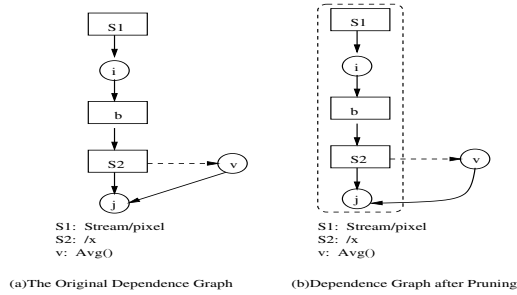 S1
i
b
S2
v
j
S1: Stream/pixel
S2: /x
v: Avg()
(a)The Original Dependence Graph
S1
i
b
S2
v
j
S1: Stream/pixel
S2: /x
v: Avg()
(b)Dependence Graph after Pruning